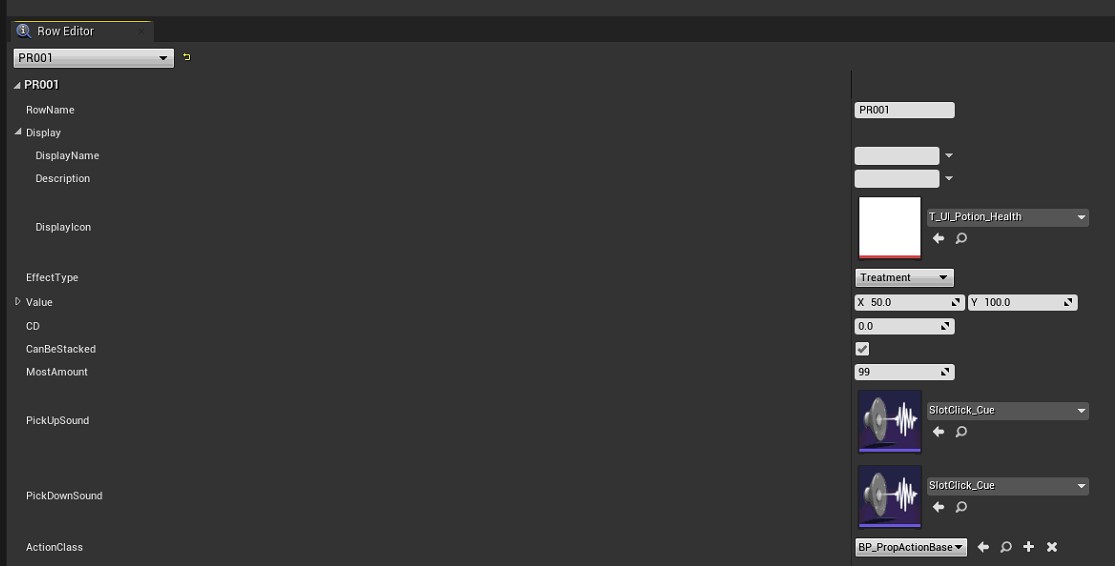 Row Editor
PR001
PR001
RowName PR001
Display
DisplayName
Description
DisplayIcon T_UI_Potion_Health
EffectType Treatment
Value X 50.0 Y 100.0
CD 0.0
CanBeStacked
MostAmount 99
PickUpSound SlotClick_Cue
PickDownSound SlotClick_Cue
ActionClass BP_PropActionBase